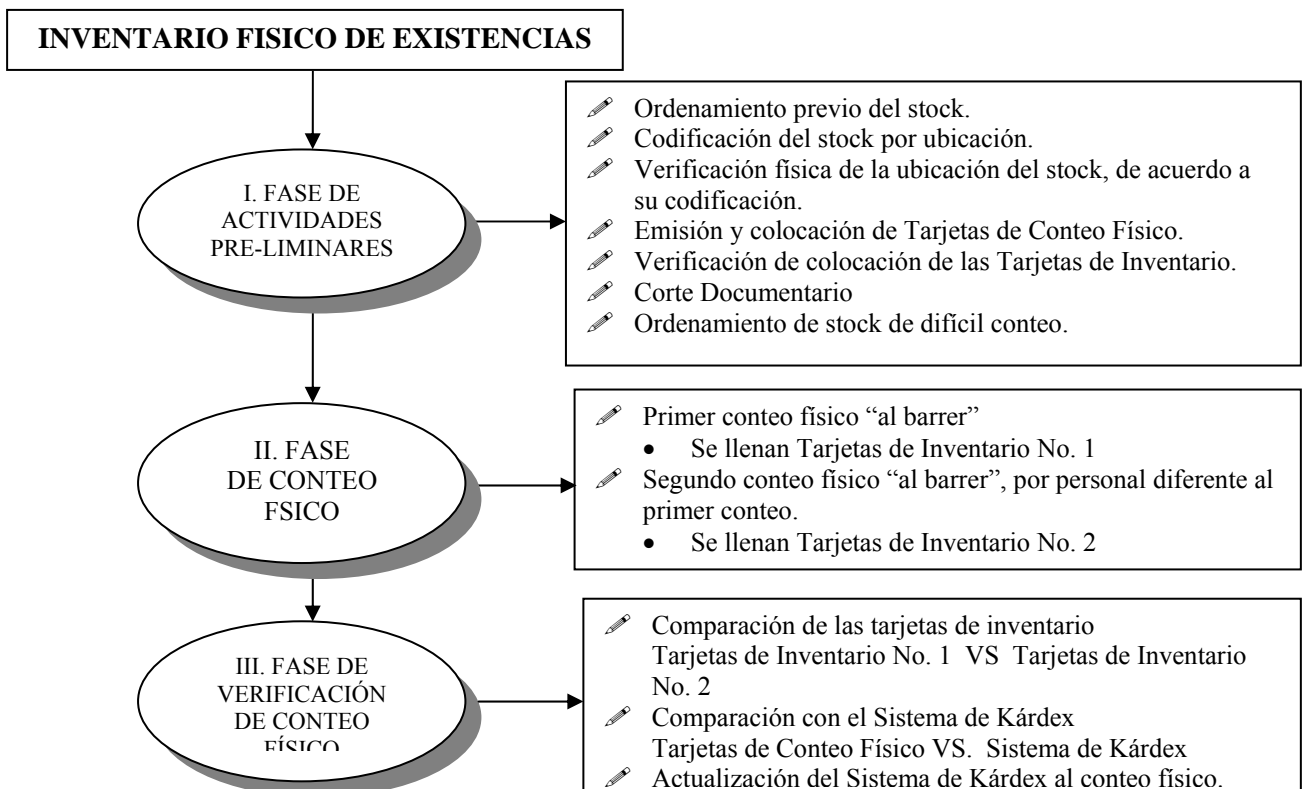 INVENTARIO FISICO DE EXISTENCIAS
I. FASE DE
ACTIVIDADES
PRE-LIMINARES
Ordenamiento previo del stock.
Codificación del stock por ubicación.
Verificación física de la ubicación del stock, de acuerdo a
su codificación.
Emisión y colocación de Tarjetas de Conteo Físico.
Verificación de colocación de las Tarjetas de Inventario.
Corte Documentario
Ordenamiento de stock de difícil conteo.
II. FASE
DE CONTEO
FSICO
Primer conteo físico “al barrer”
• Se llenan Tarjetas de Inventario No. 1
Segundo conteo físico “al barrer”, por personal diferente al
primer conteo.
• Se llenan Tarjetas de Inventario No. 2
III. FASE DE
VERIFICACIÓN
DE CONTEO
FÍSICO
Comparación de las tarjetas de inventario
Tarjetas de Inventario No. 1 VS Tarjetas de Inventario
No. 2
Comparación con el Sistema de Kárdex
Tarjetas de Conteo Físico VS. Sistema de Kárdex
Actualización del Sistema de Kárdex al conteo físico.